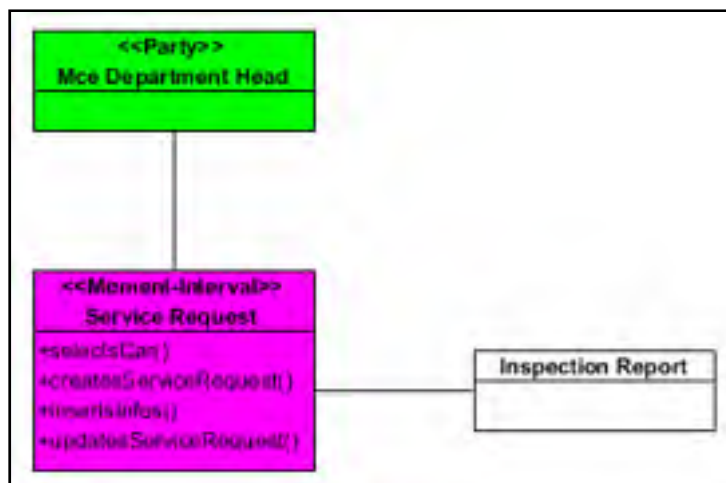 <<Party>>
Mce Department Head
<<Moment-Interval>>
Service Request
+selectsCar()
+createsServiceRequest()
+insertsInfos()
+updatesServiceRequest()
Inspection Report